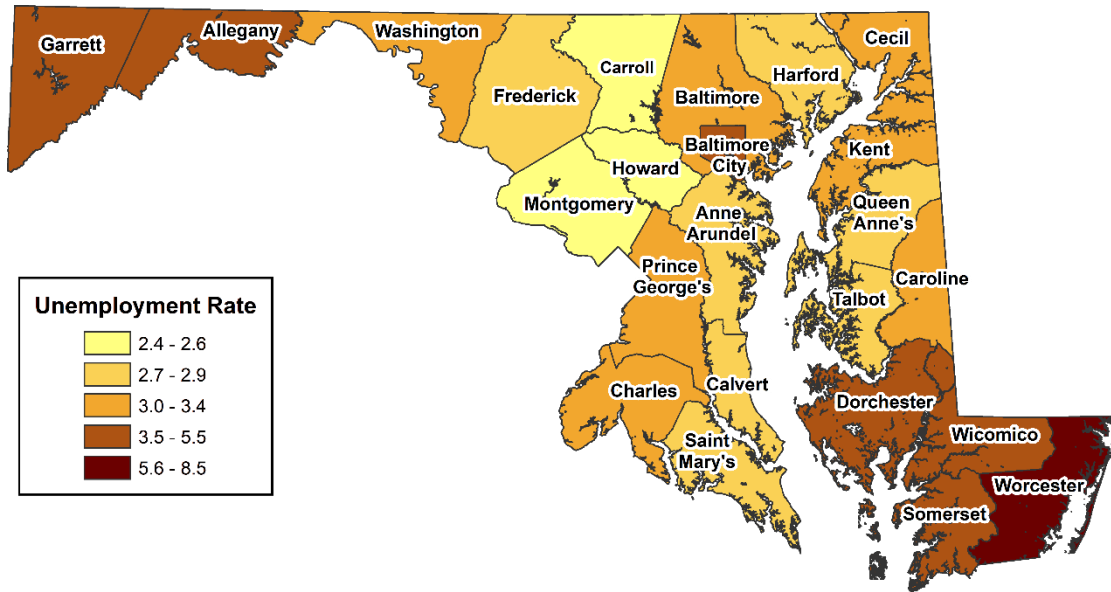 Garrett
Allegany
Washington
Frederick
Carroll
Baltimore
Harford
Cecil
Baltimore
City
Howard
Montgomery
Kent
Queen
Anne's
Anne
Arundel
Prince
George's
Caroline
Talbot
Calvert
Charles
Saint
Mary's
Dorchester
Wicomico
Worcester
Somerset
Unemployment Rate
2.4 - 2.6
2.7 - 2.9
3.0 - 3.4
3.5 - 5.5
5.6 - 8.5